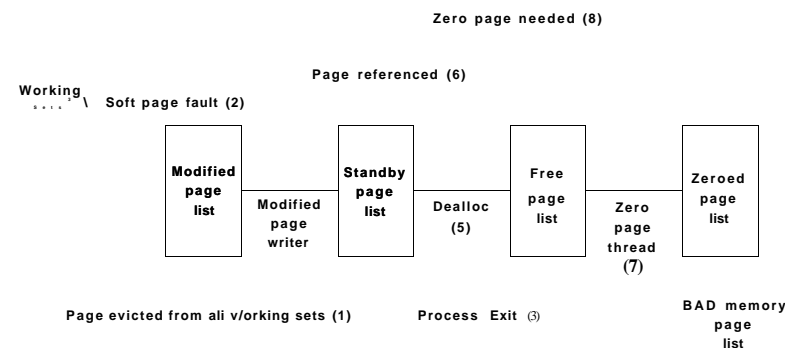 Zero page needed (8)
Page referenced (6)
Working
Sets
\ Soft page fault (2)
Modified
page
list
Modified
page
writer
Standby
page
list
Dealloc
(5)
Free
page
list
Zero
page
thread
(7)
Zeroed
page
list
Page evicted from ali v/orking sets (1)
Process Exit (3)
BAD memory
page
list